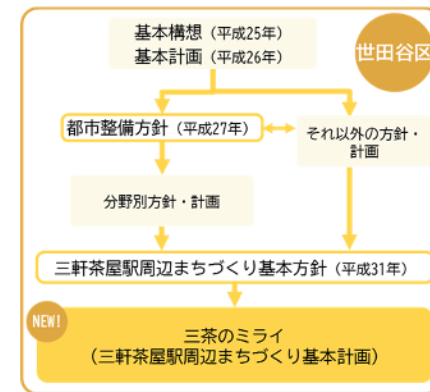 基本構想（平成25年）
基本計画（平成26年）
世田谷区
都市整備方針（平成27年）
それ以外の方針・
計画
分野別方針・計画
三軒茶屋駅周辺まちづくり基本方針（平成31年）
NEW!
三茶のミライ
（三軒茶屋駅周辺まちづくり基本計画）